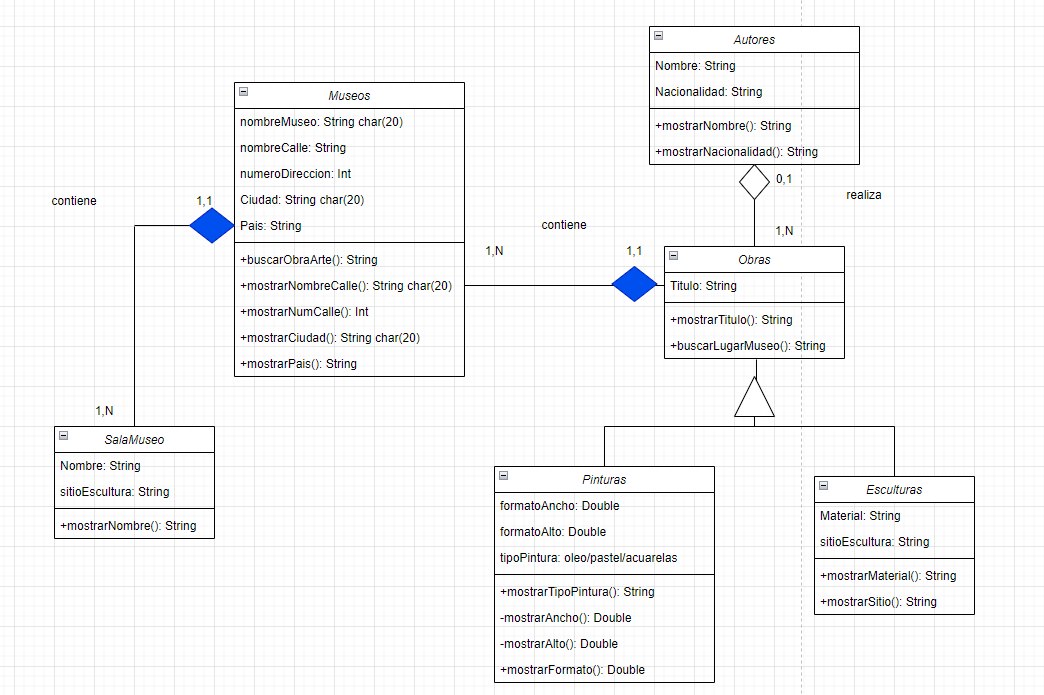 Autores
Nombre: String
Nacionalidad: String
+mostrarNombre(): String
+mostrarNacionalidad(): String
0,1
realiza
1,N
Museos
nombreMuseo: String char(20)
nombreCalle: String
numeroDireccion: Int
Ciudad: String char(20)
Pais: String
+buscarObraArte(): String
+mostrarNombreCalle(): String char(20)
+mostrarNumCalle(): Int
+mostrarCiudad(): String char(20)
+mostrarPais(): String
contiene
1,1
1,N
contiene
1,N
1,1
Obras
Titulo: String
+mostrarTitulo(): String
+buscarLugarMuseo(): String
SalaMuseo
Nombre: String
sitioEscultura: String
+mostrarNombre(): String
Pinturas
formatoAncho: Double
formatoAlto: Double
tipoPintura: oleo/pastel/acuarelas
+mostrarTipoPintura(): String
-mostrarAncho(): Double
-mostrarAlto(): Double
+mostrarFormato(): Double
Esculturas
Material: String
sitioEscultura: String
+mostrarMaterial(): String
+mostrarSitio(): String